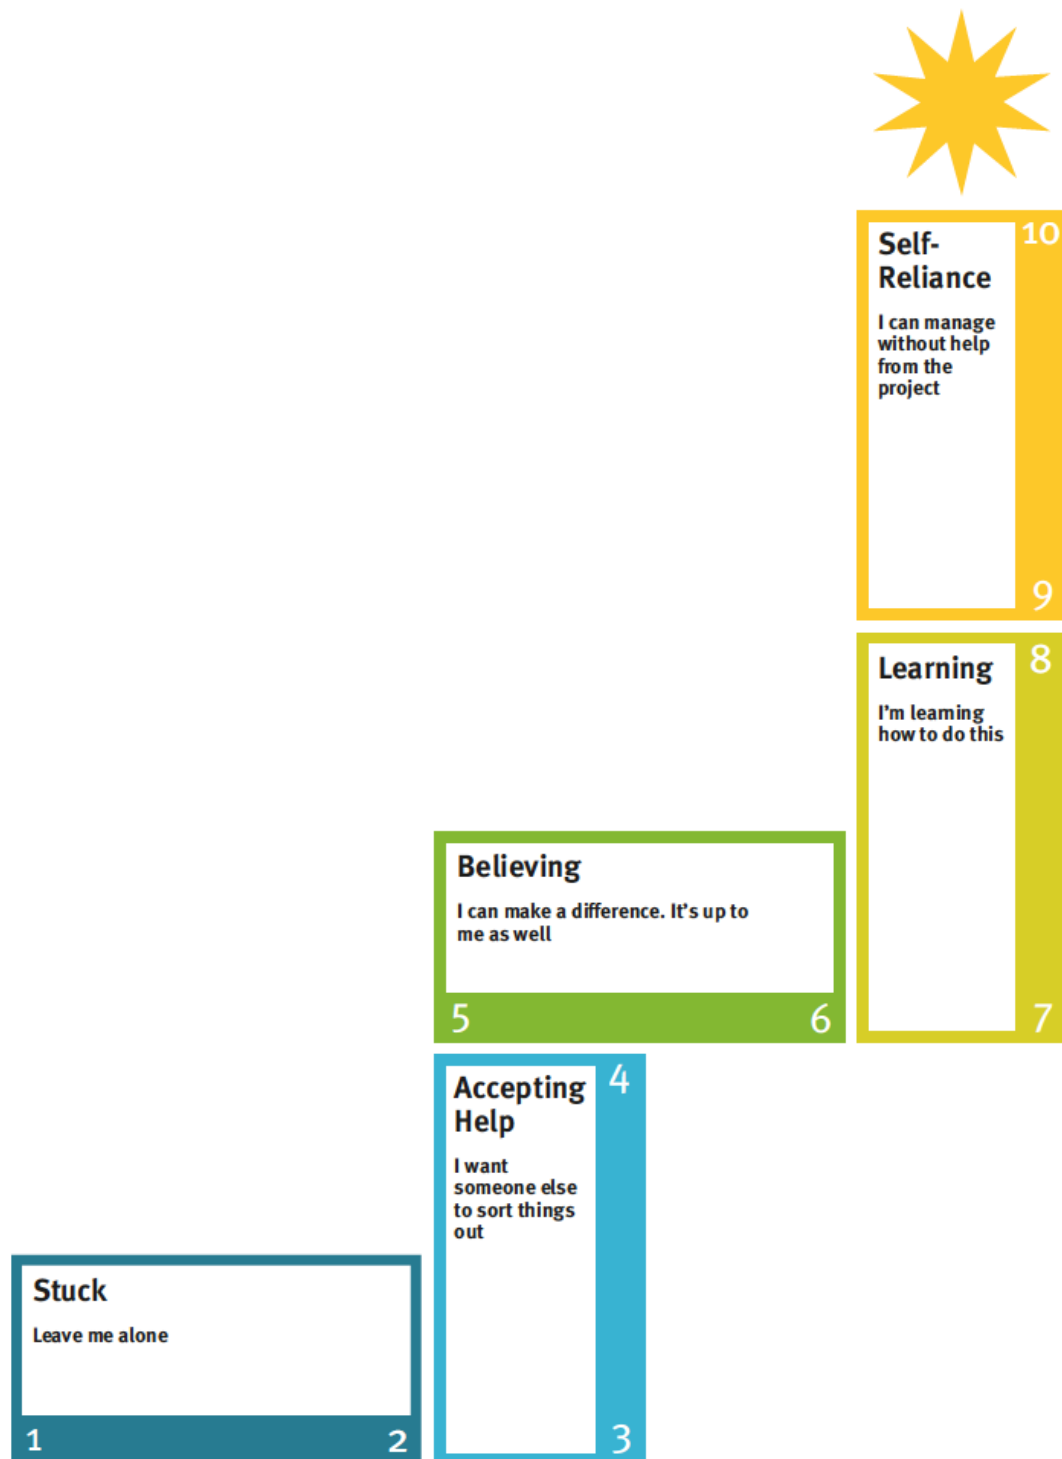 10
Self-
Reliance
I can manage
without help
from the
project
9
8
Learning
I'm learning
how to do this
7
Believing
I can make a difference. It's up to
me as well
5
6
4
Accepting
Help
I want
someone else
to sort things
out
3
Stuck
Leave me alone
1
2